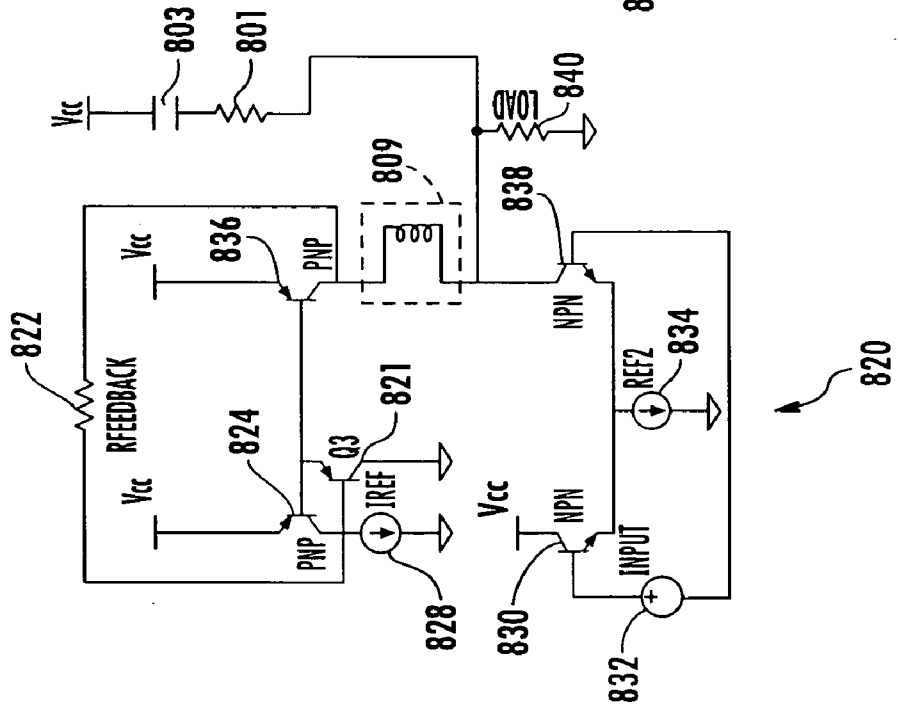 822
RFEEDBACK
Vcc
Vcc
Vcc
803
801
824
836
PNP
PNP
809
Q3
821
IREF
828
LOAD
840
838
Vcc
NPN
NPN
830
INPUT
REF2
834
832
820
8